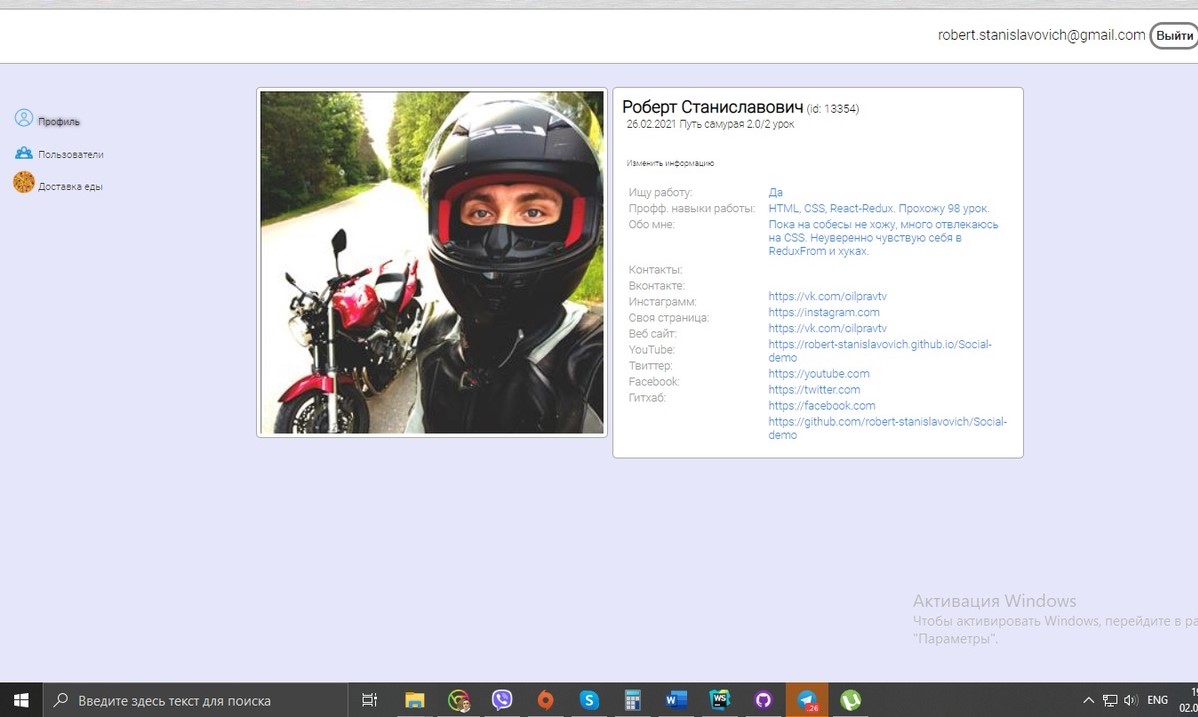 robert.stanislavovich@gmail.com Выйти
Профиль
Пользователи
Доставка еды
Роберт Станиславович (id: 13354)
26.02.2021 Путь самурая 2.0/2 урок
Изменить информацию
Ищу работу: Да
Профф. навыки работы: HTML, CSS, React-Redux. Прохожу 98 урок.
Обо мне: Пока на собесы не хожу, много отвлекаюсь
на CSS. Неуверенно чувствую себя в
ReduxFrom и хуках.
Контакты:
Вконтакте:
https://vk.com/oilpravtv
Инстаграмм:
https://instagram.com
Своя страница:
https://vk.com/oilpravtv
Веб сайт:
https://robert-stanislavovich.github.io/Social-
demo
YouTube:
https://youtube.com
Твиттер:
https://twitter.com
Facebook:
https://facebook.com
Гитхаб:
https://github.com/robert-stanislavovich/Social-
demo
Активация Windows
Чтобы активировать Windows, перейдите в ра
"Параметры".
Введите здесь текст для поиска
W
WS
26
ENG
19
02.0